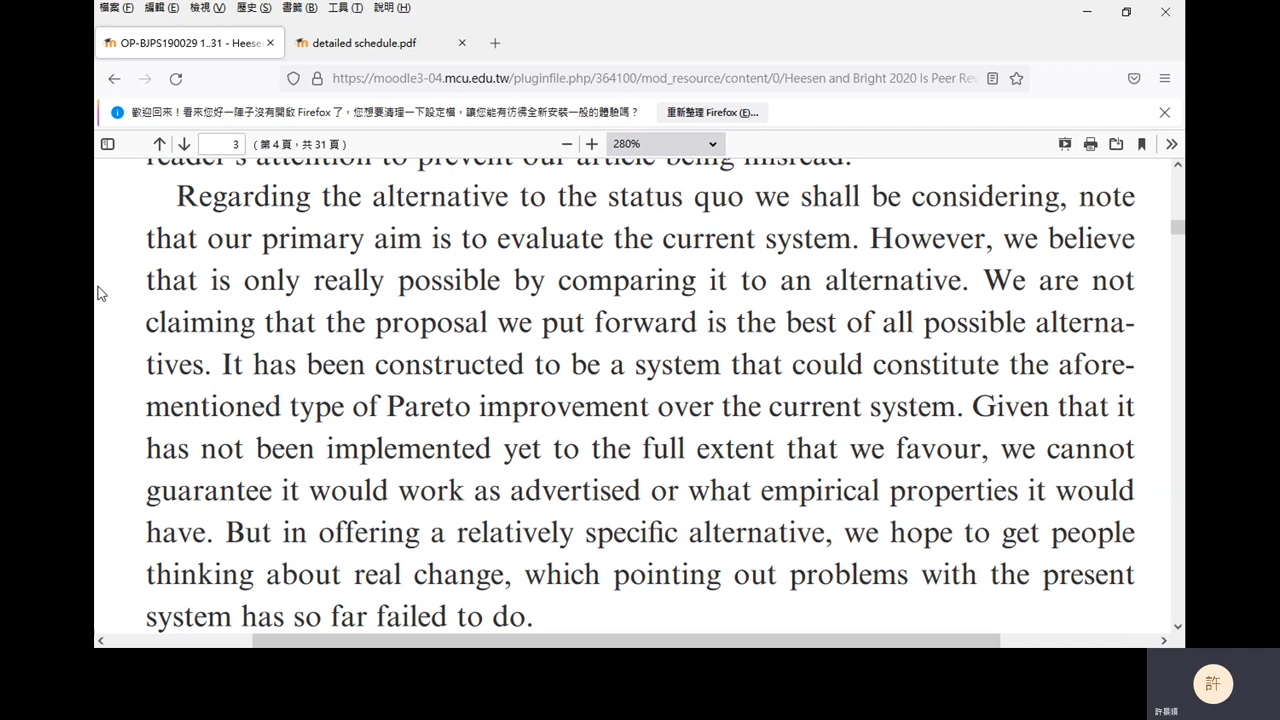 檔案 (F) 編輯 (E) 檢視 (V) 歷史 (S) 書籤 (B) 工具 (T) 說明 (H)
OP-BJPS190029 1..31 - Heese
detailed schedule.pdf
https://moodle3-04.mcu.edu.tw/pluginfile.php/364100/mod_resource/content/0/Heesen and Bright 2020 Is Peer Rev
歡迎回來！看來您好一陣子沒有開啟 Firefox 了，您想要清理一下設定檔，讓您能有彷彿全新安裝一般的體驗嗎？ 重新整理 Firefox (E)...
3 (第 4 頁，共 31 頁) 280%
reader's attention to prevent our article being misread.
Regarding the alternative to the status quo we shall be considering, note
that our primary aim is to evaluate the current system. However, we believe
that is only really possible by comparing it to an alternative. We are not
claiming that the proposal we put forward is the best of all possible alterna-
tives. It has been constructed to be a system that could constitute the afore-
mentioned type of Pareto improvement over the current system. Given that it
has not been implemented yet to the full extent that we favour, we cannot
guarantee it would work as advertised or what empirical properties it would
have. But in offering a relatively specific alternative, we hope to get people
thinking about real change, which pointing out problems with the present
system has so far failed to do.
許